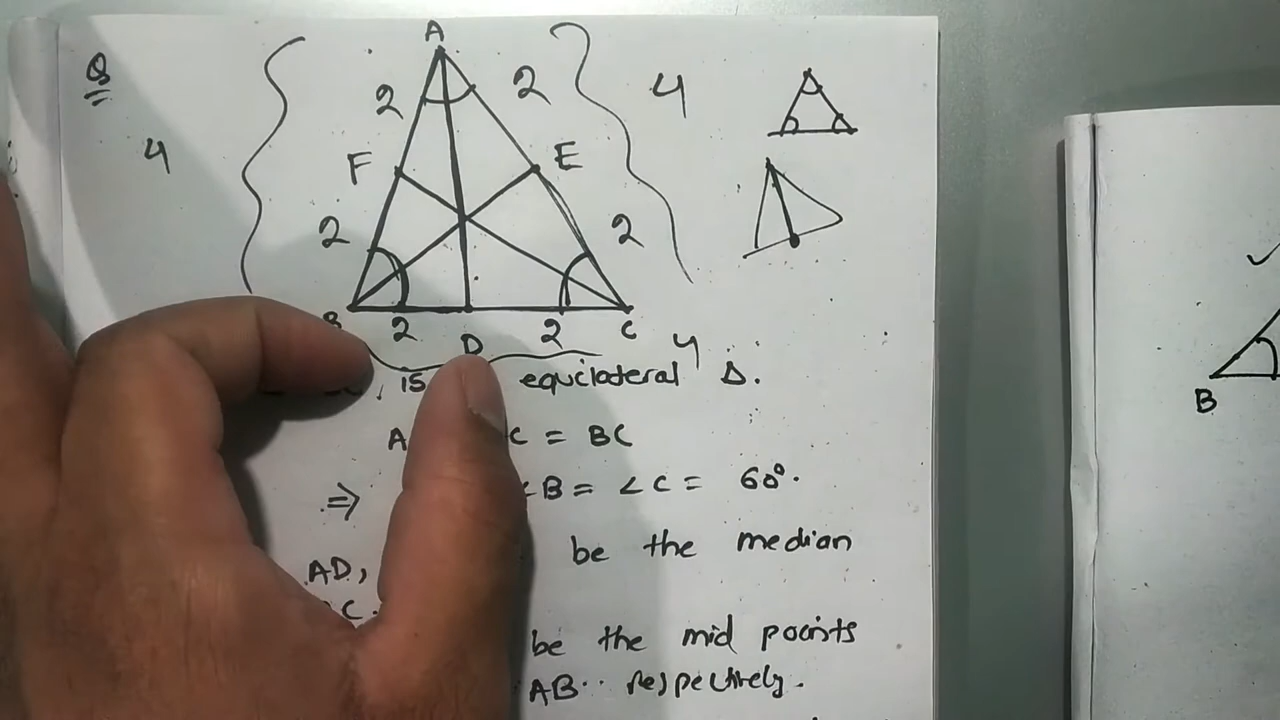 Q
A
2 2 4
4 F E
2 2
2 2 C
D 4
, 15 equilateral Δ.
A C = BC
⇒ ∠B = ∠C = 60°.
be the median
AD,
C.
be the mid points
AB.. respectively.
B